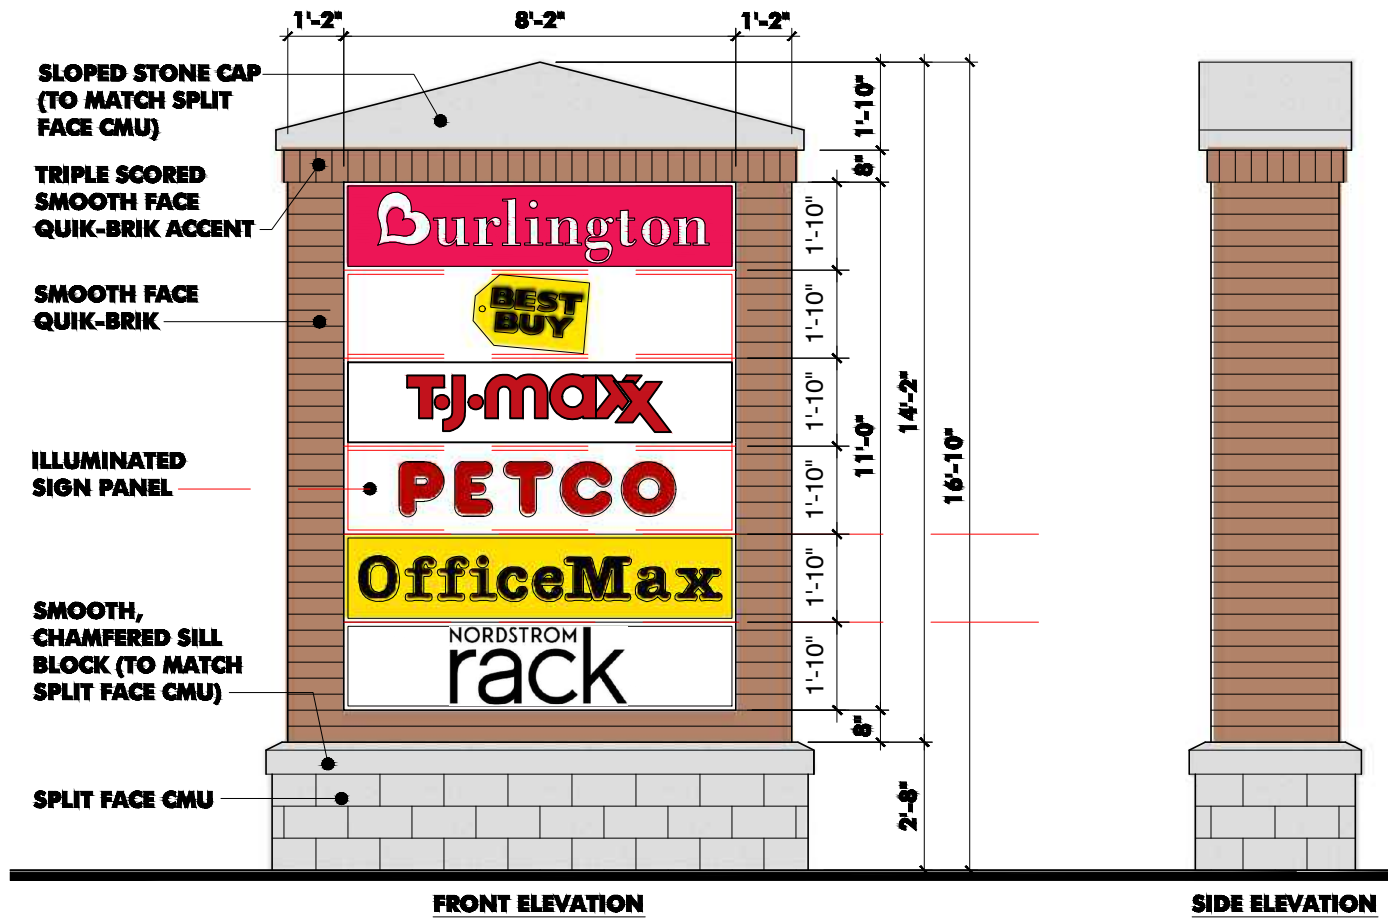 1'-2" 8'-2" 1'-2"
SLOPED STONE CAP
(TO MATCH SPLIT
FACE CMU)
TRIPLE SCORED
SMOOTH FACE
QUIK-BRIK ACCENT
SMOOTH FACE
QUIK-BRIK
ILLUMINATED
SIGN PANEL
SMOOTH,
CHAMFERED SILL
BLOCK (TO MATCH
SPLIT FACE CMU)
SPLIT FACE CMU
Burlington
BEST
BUY
T.J.maxx
PETCO
OfficeMax
NORDSTROM
rack
1'-10"
1'-10"
1'-10"
1'-10"
1'-10"
1'-10"
1'-10"
8"
11'-0"
8"
14'-2"
2'-8"
16'-10"
FRONT ELEVATION
SIDE ELEVATION